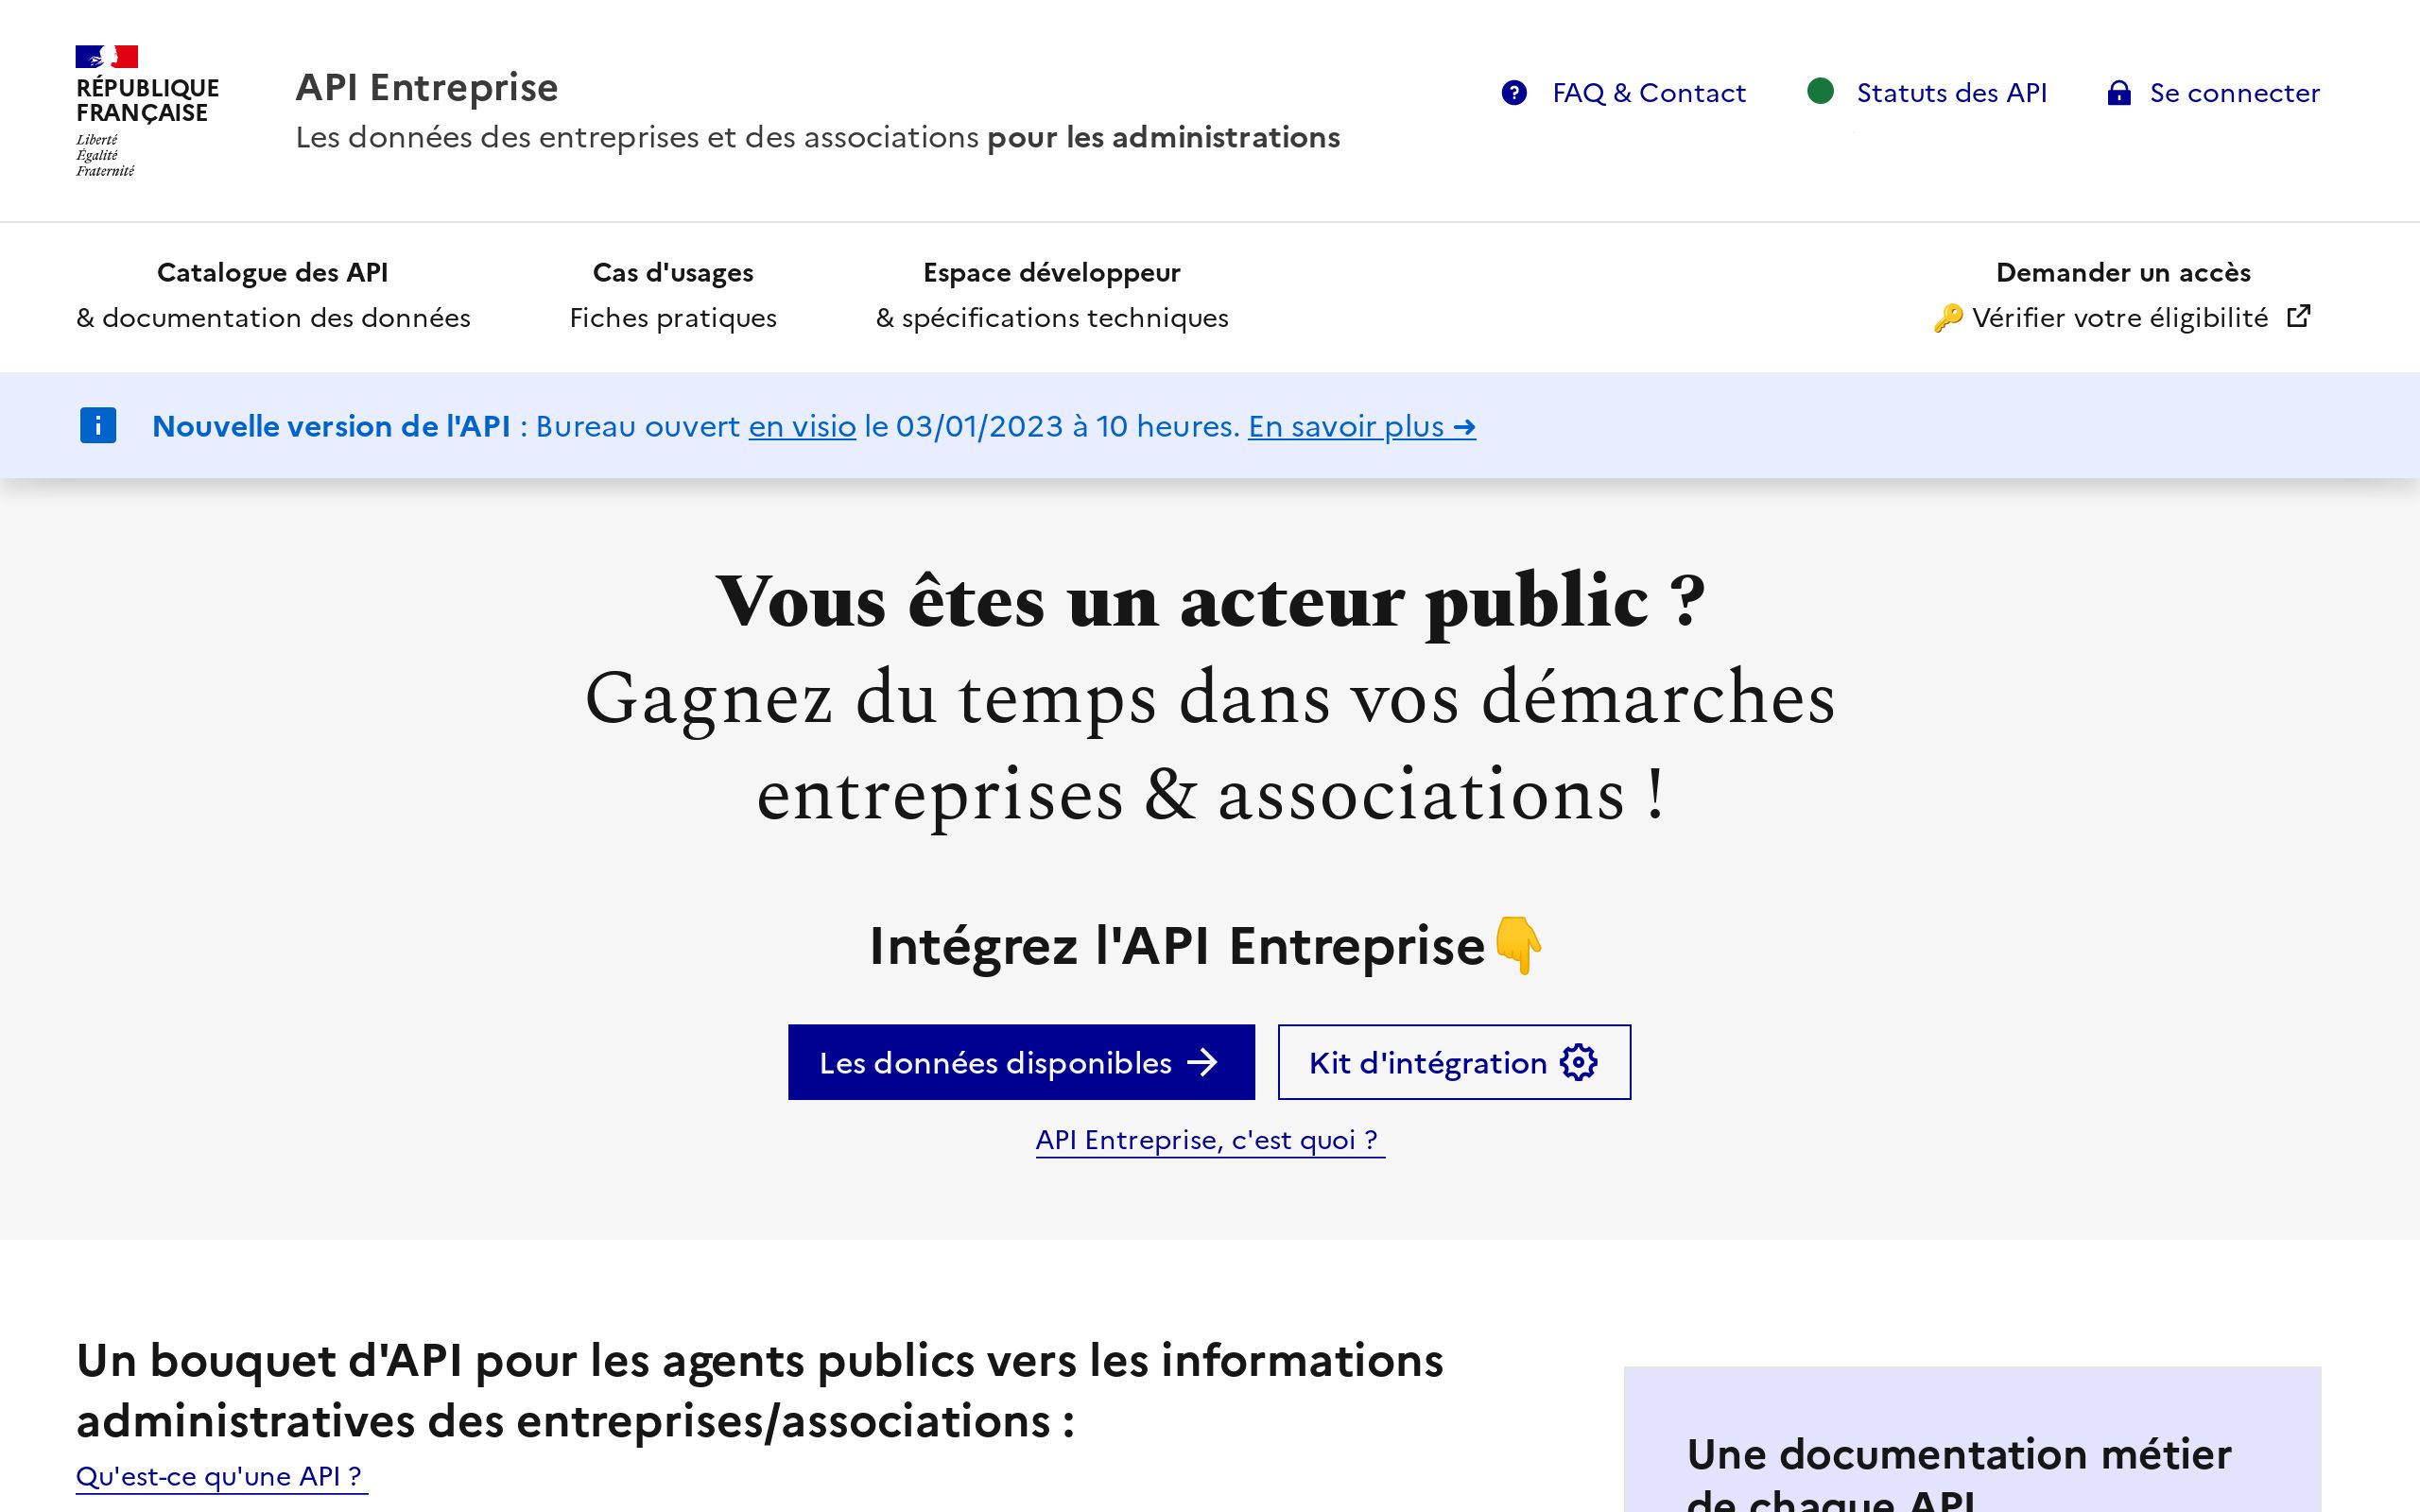 RÉPUBLIQUE
FRANÇAISE
Liberté
Égalité
Fraternité
API Entreprise
Les données des entreprises et des associations pour les administrations
FAQ & Contact
Statuts des API
Se connecter
Catalogue des API
& documentation des données
Cas d'usages
Fiches pratiques
Espace développeur
& spécifications techniques
Demander un accès
🔑 Vérifier votre éligibilité
Nouvelle version de l'API : Bureau ouvert en visio le 03/01/2023 à 10 heures. En savoir plus ➜
Vous êtes un acteur public ?
Gagnez du temps dans vos démarches
entreprises & associations !
Intégrez l'API Entreprise👇
Les données disponibles →
Kit d'intégration
API Entreprise, c'est quoi ?
Un bouquet d'API pour les agents publics vers les informations
administratives des entreprises/associations :
Qu'est-ce qu'une API ?
Une documentation métier
de chaque API